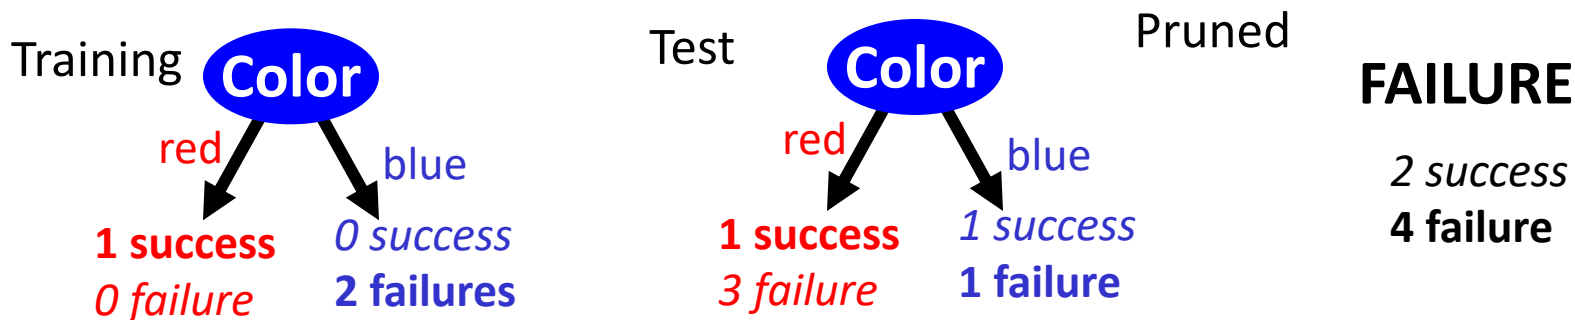 Training
Color
red
blue
1 success
0 failure
0 success
2 failures
Test
Color
red
blue
1 success
3 failure
1 success
1 failure
Pruned
FAILURE
2 success
4 failure